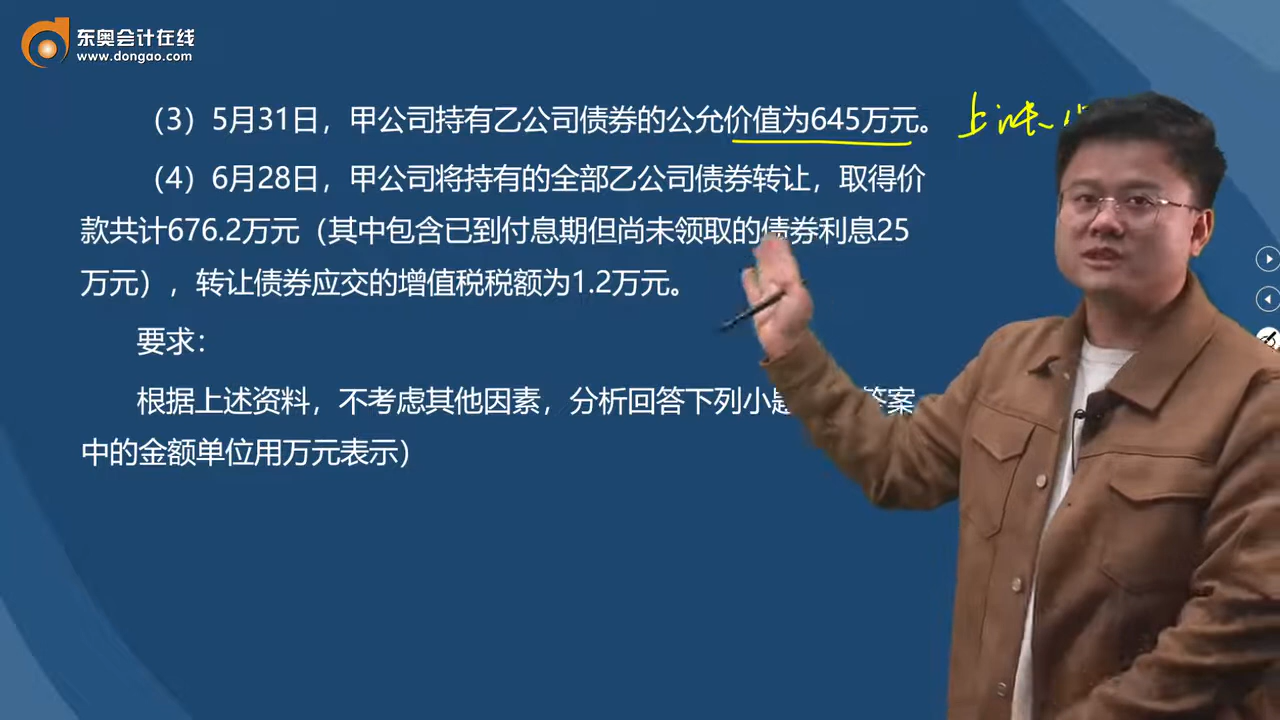 东奥会计在线
www.dongao.com
（3）5月31日，甲公司持有乙公司债券的公允价值为645万元。
上涨
（4）6月28日，甲公司将持有的全部乙公司债券转让，取得价
款共计676.2万元（其中包含已到付息期但尚未领取的债券利息25
万元），转让债券应交的增值税税额为1.2万元。
要求：
根据上述资料，不考虑其他因素，分析回答下列小题 答案
中的金额单位用万元表示）